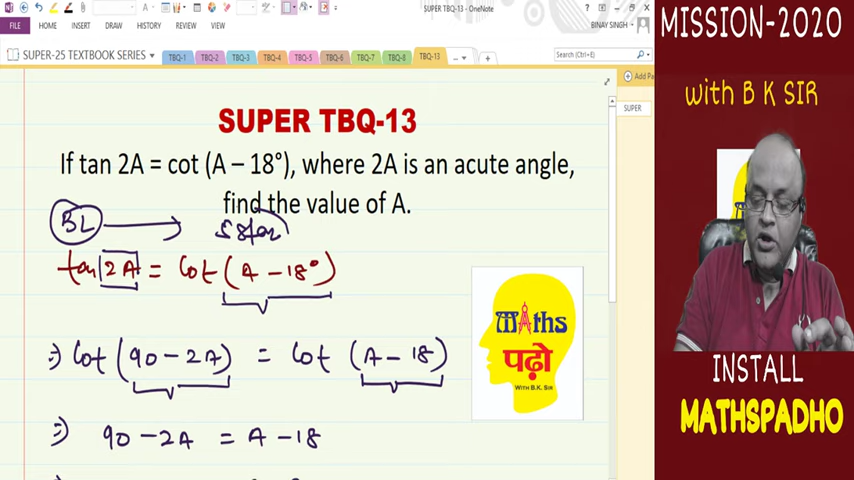 TBQ-13 - OneNote
BINAY SINGH
FILE HOME INSERT DRAW HISTORY REVIEW VIEW
SUPER-25 TEXTBOOK SERIES
TBQ-1 TBQ-2 TBQ-3 TBQ-4 TBQ-5 TBQ-6 TBQ-7 TBQ-8 TBQ-13
Search (Ctrl+E)
Add Pa
SUPER
SUPER TBQ-13
If tan 2A = cot (A – 18°), where 2A is an acute angle,
find the value of A.
tan 2A = cot (A - 18°)
⇒ cot (90 - 2A) = cot (A - 18)
⇒ 90 - 2A = A - 18
Maths
पढ़ो
WITH B.K. SIR
MISSION-2020
with B K SIR
INSTALL
MATHSPADHO